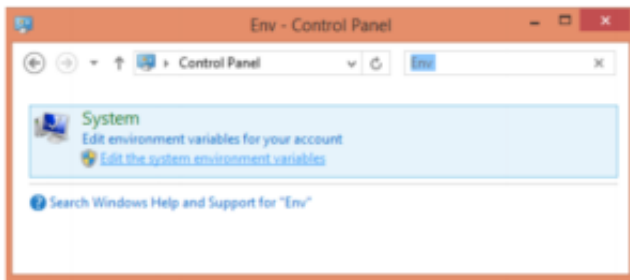 Env - Control Panel
Control Panel
Env
System
Edit environment variables for your account
Edit the system environment variables
Search Windows Help and Support for "Env"